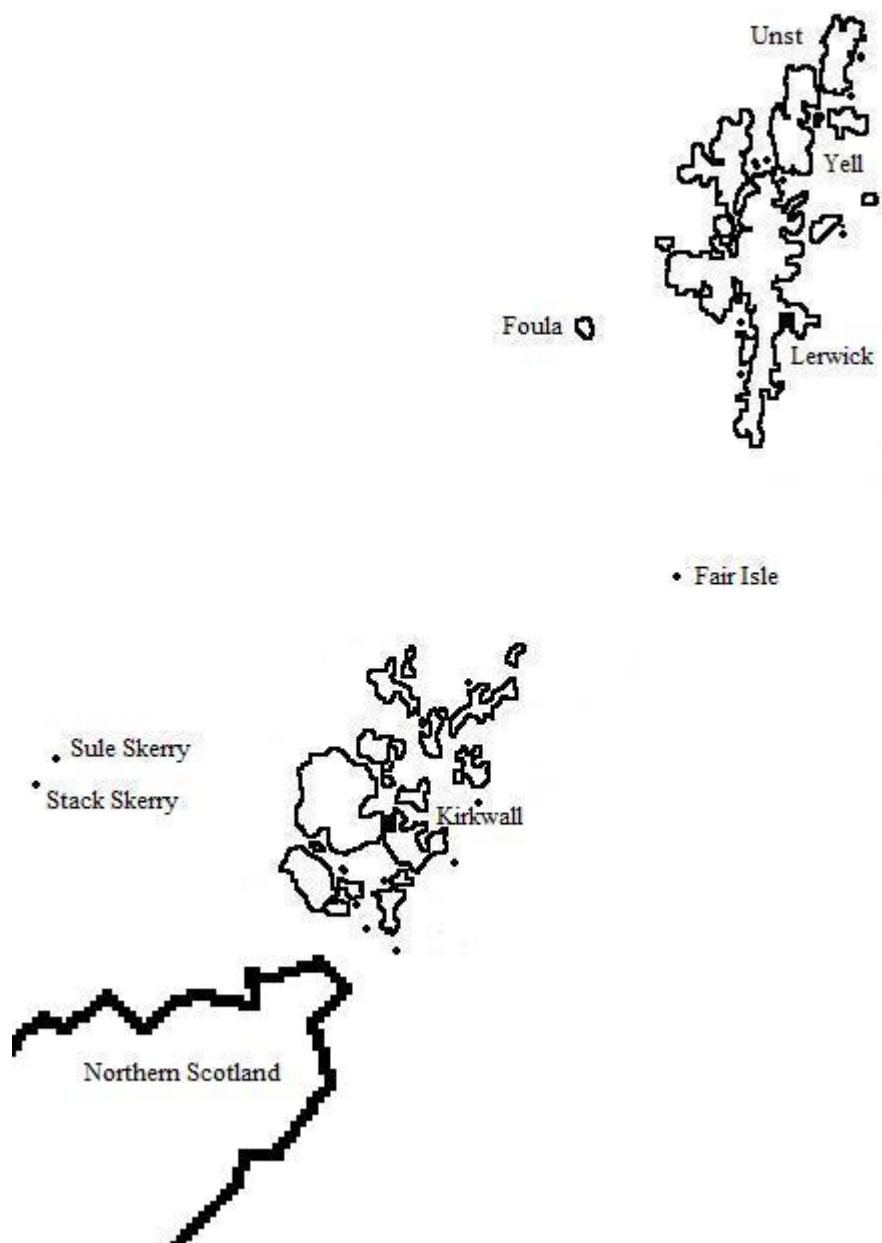 Unst
Yell
Foula
Lerwick
Fair Isle
Sule Skerry
Stack Skerry
Kirkwall
Northern Scotland